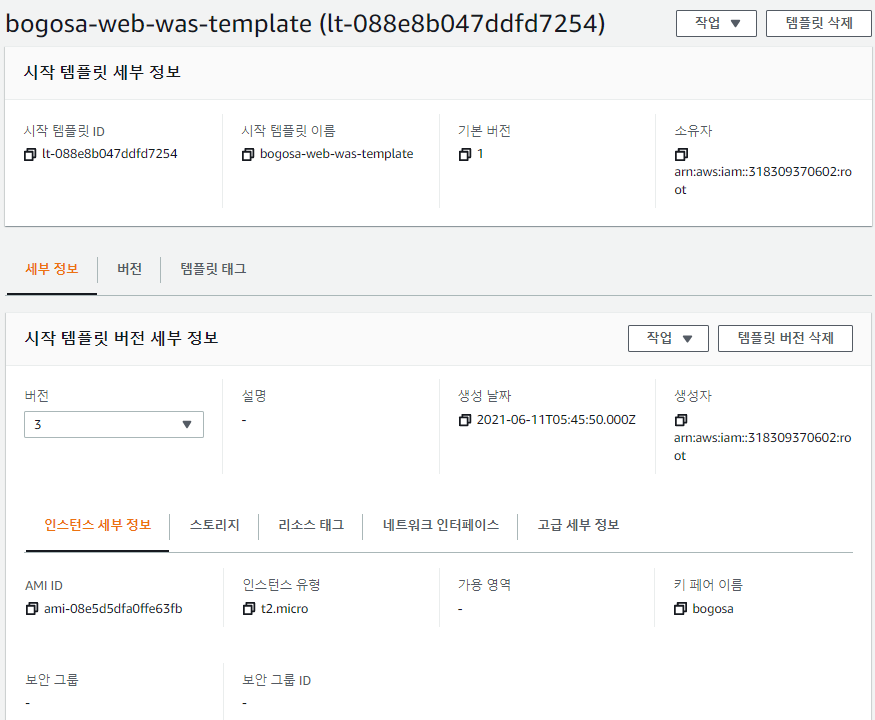 bogosa-web-was-template (lt-088e8b047ddfd7254)
작업
템플릿 삭제
시작 템플릿 세부 정보
시작 템플릿 ID
lt-088e8b047ddfd7254
시작 템플릿 이름
bogosa-web-was-template
기본 버전
1
소유자
arn:aws:iam::318309370602:ro
ot
세부 정보
버전
템플릿 태그
시작 템플릿 버전 세부 정보
작업
템플릿 버전 삭제
버전
3
설명
-
생성 날짜
2021-06-11T05:45:50.000Z
생성자
arn:aws:iam::318309370602:ro
ot
인스턴스 세부 정보
스토리지
리소스 태그
네트워크 인터페이스
고급 세부 정보
AMI ID
ami-08e5d5dfa0ffe63fb
인스턴스 유형
t2.micro
가용 영역
-
키 페어 이름
bogosa
보안 그룹
-
보안 그룹 ID
-